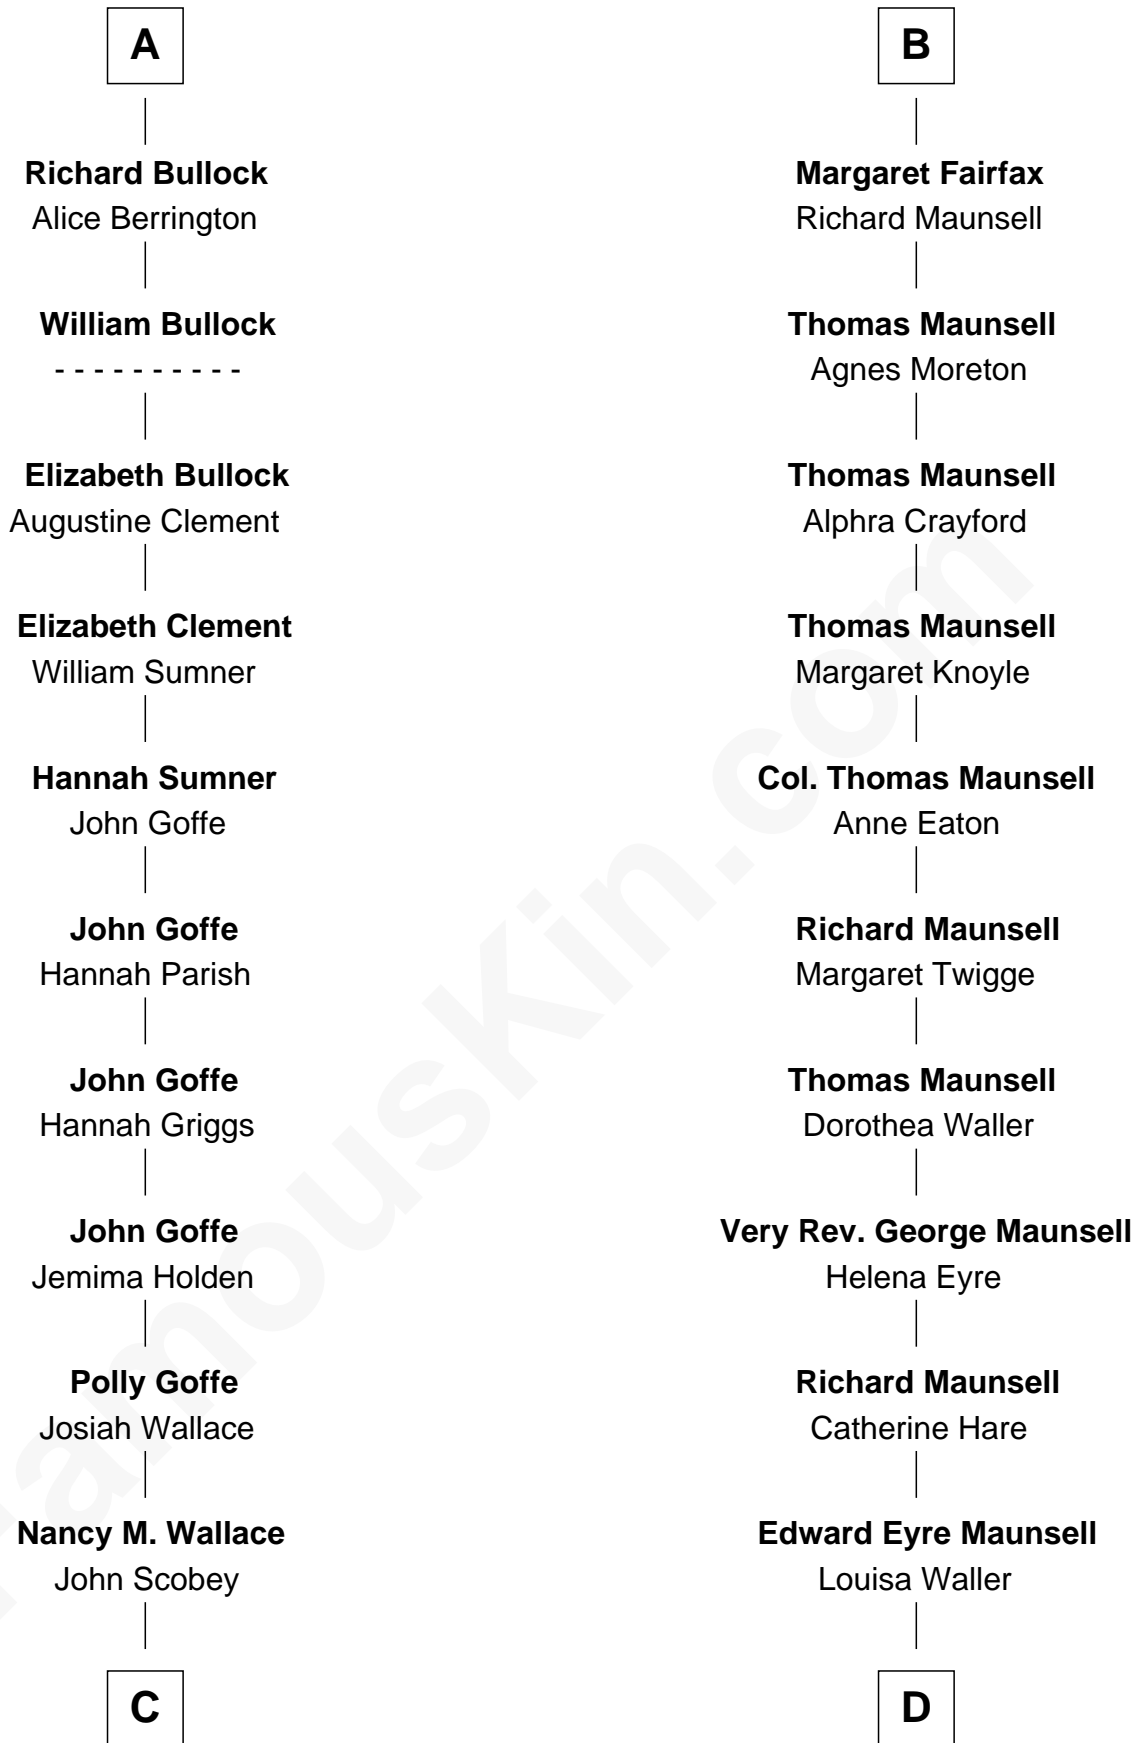 A
Richard Bullock
Alice Berrington
William Bullock
- - - - - - - - - -
Elizabeth Bullock
Augustine Clement
Elizabeth Clement
William Sumner
Hannah Sumner
John Goffe
John Goffe
Hannah Parish
John Goffe
Hannah Griggs
John Goffe
Jemima Holden
Polly Goffe
Josiah Wallace
Nancy M. Wallace
John Scobey
C
B
Margaret Fairfax
Richard Maunsell
Thomas Maunsell
Agnes Moreton
Thomas Maunsell
Alphra Crayford
Thomas Maunsell
Margaret Knoyle
Col. Thomas Maunsell
Anne Eaton
Richard Maunsell
Margaret Twigge
Thomas Maunsell
Dorothea Waller
Very Rev. George Maunsell
Helena Eyre
Richard Maunsell
Catherine Hare
Edward Eyre Maunsell
Louisa Waller
D
FamousKin.com